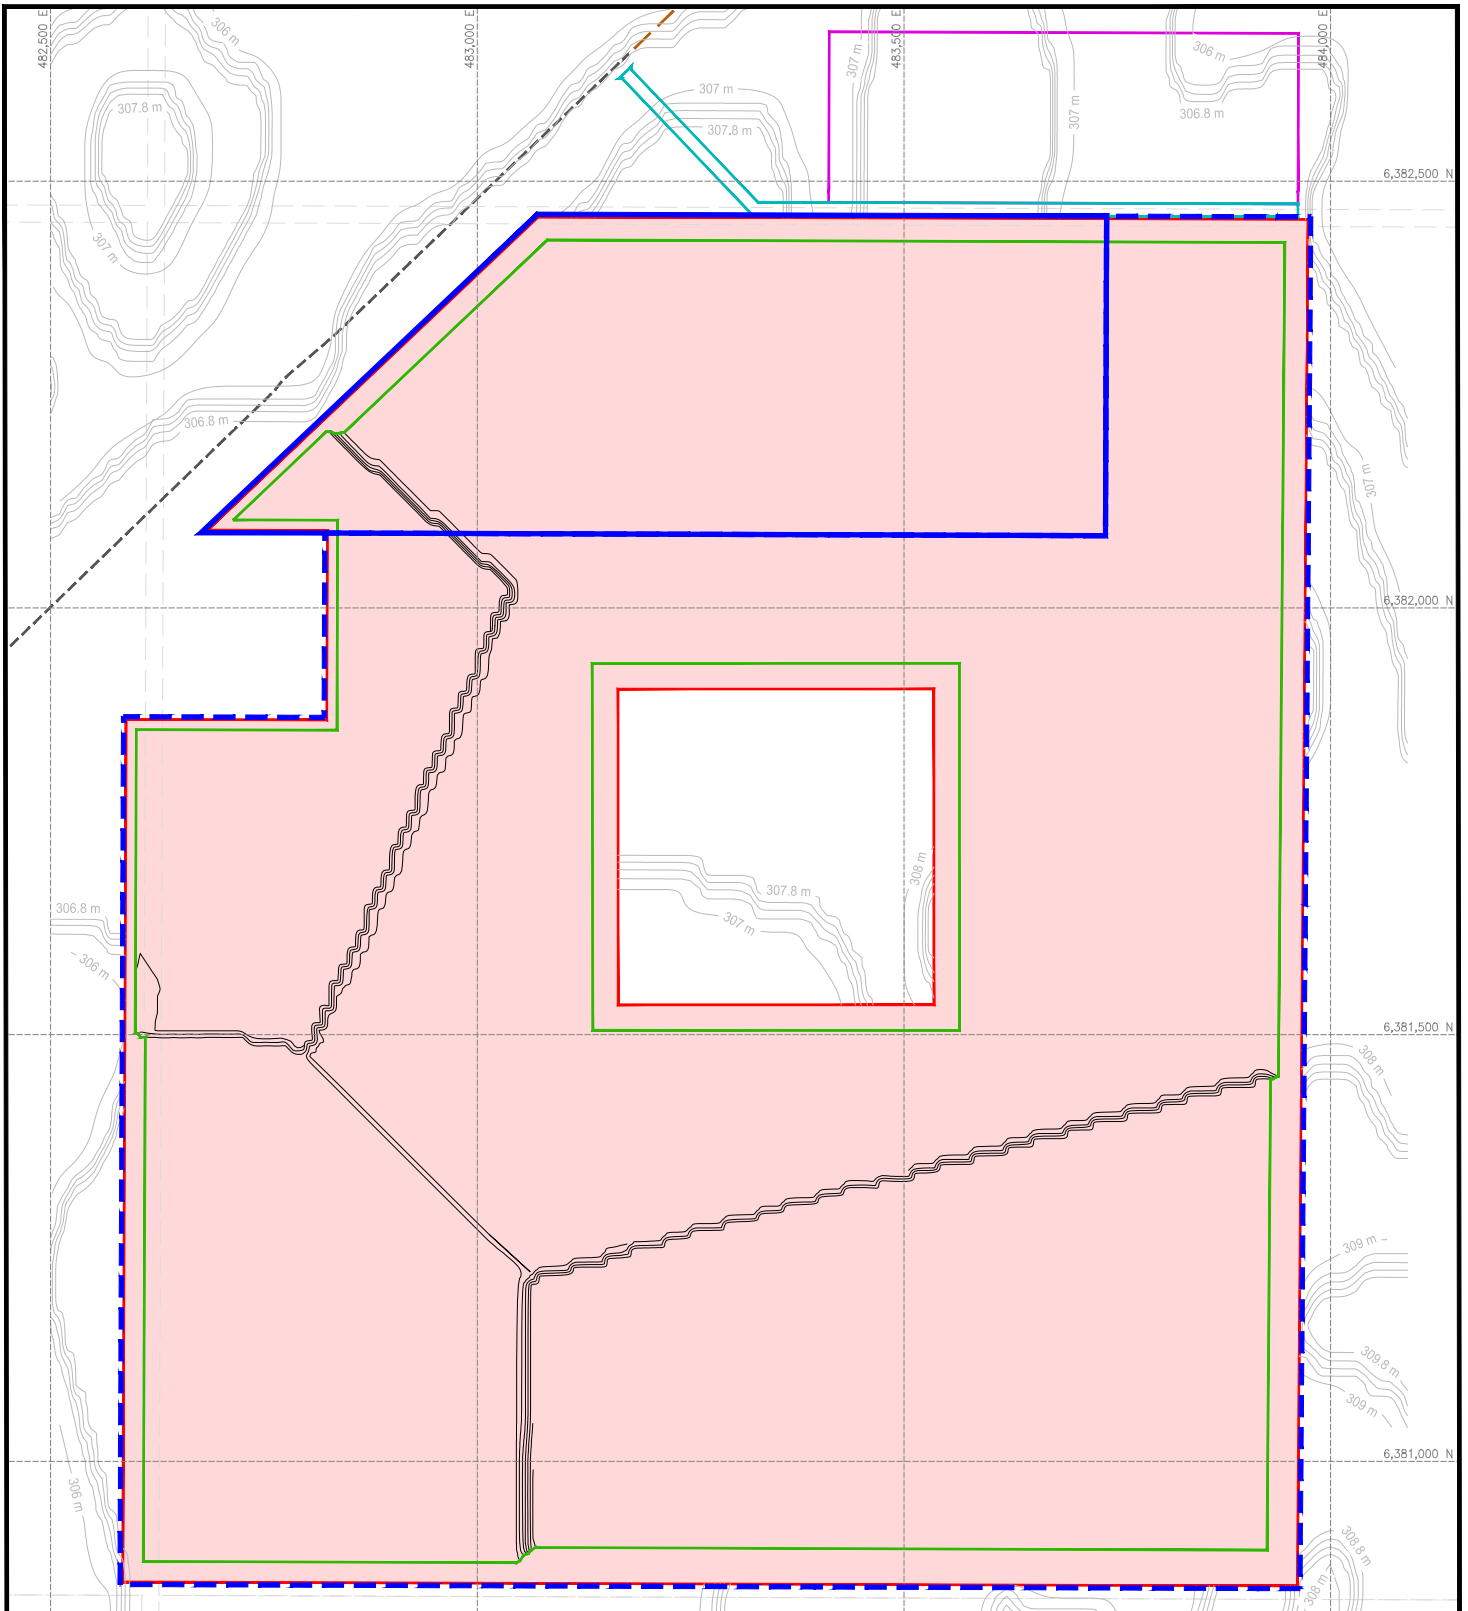 482,500 E
483,000 E
483,500 E
484,000 E
306 m
307 m
306 m
307 m
307.8 m
307 m
307.8 m
306.8 m
6,382,500 N
307 m
306.8 m
307 m
6,382,000 N
307.8 m
308 m
307 m
306.8 m
306 m
6,381,500 N
308 m
309 m
309.8 m
309 m
6,381,000 N
306 m
308.8 m
308 m